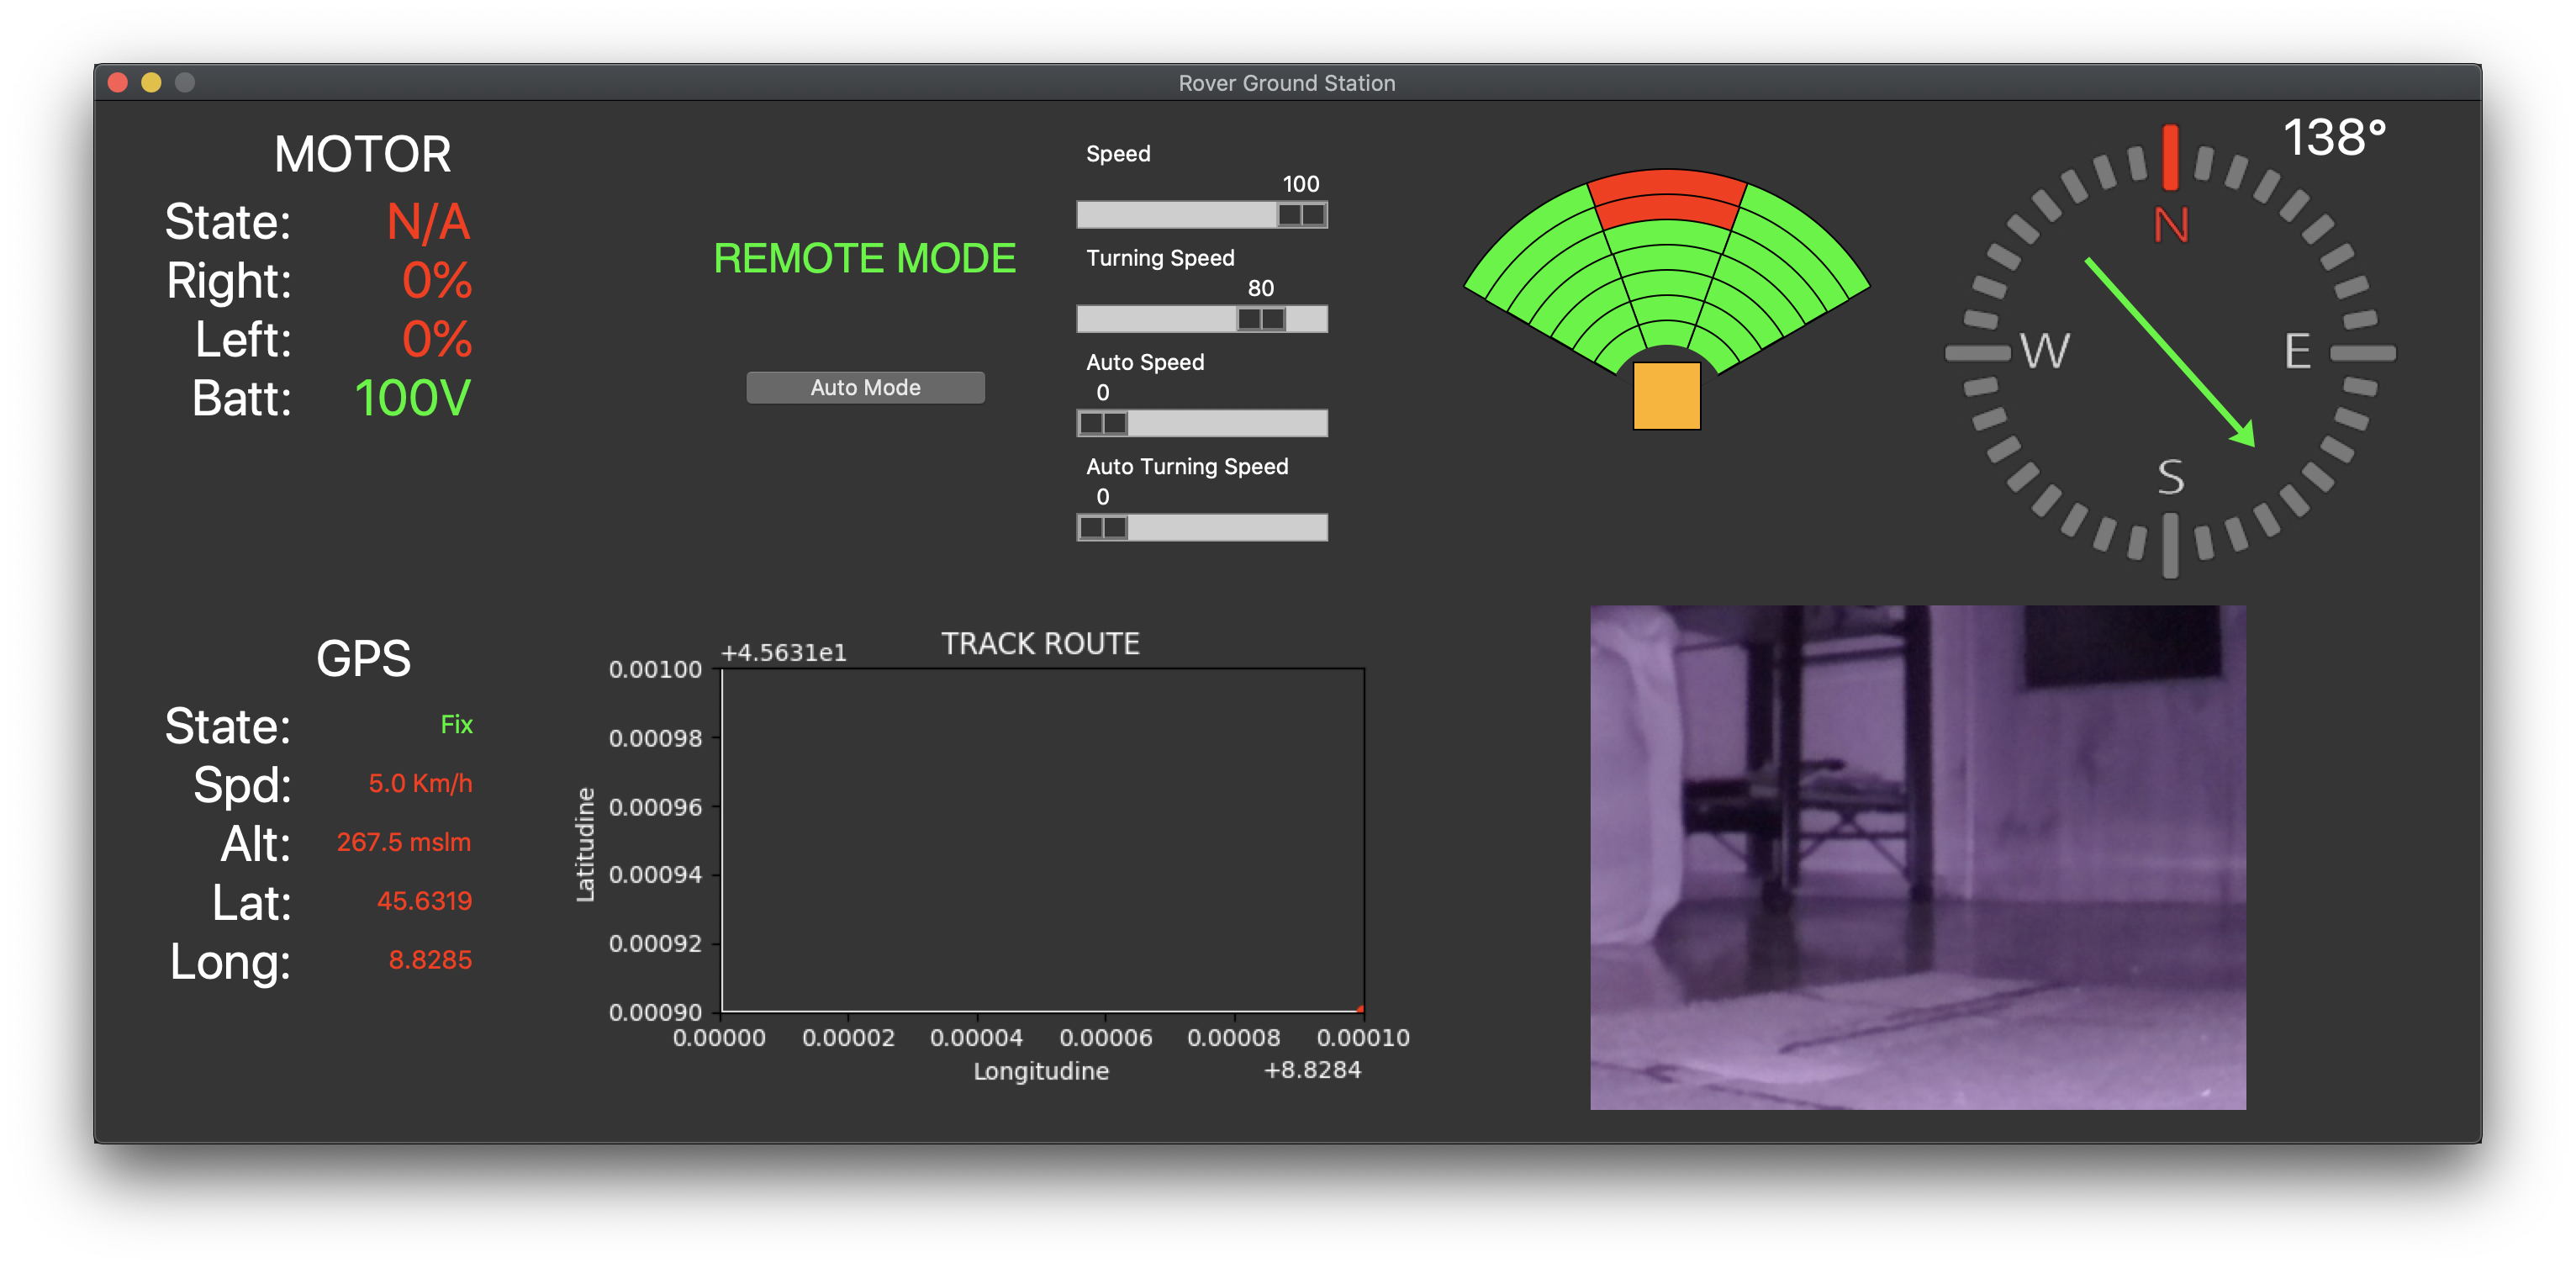 Rover Ground Station
MOTOR
State: N/A
Right: 0%
Left: 0%
Batt: 100V
REMOTE MODE
Auto Mode
Speed
100
Turning Speed
80
Auto Speed
0
Auto Turning Speed
0
138°
N
W
E
S
GPS
State: Fix
Spd: 5.0 Km/h
Alt: 267.5 mslm
Lat: 45.6319
Long: 8.8285
+4.5631e1
TRACK ROUTE
0.00100
0.00098
0.00096
0.00094
0.00092
0.00090
Latitudine
0.00000 0.00002 0.00004 0.00006 0.00008 0.00010
Longitudine
+8.8284